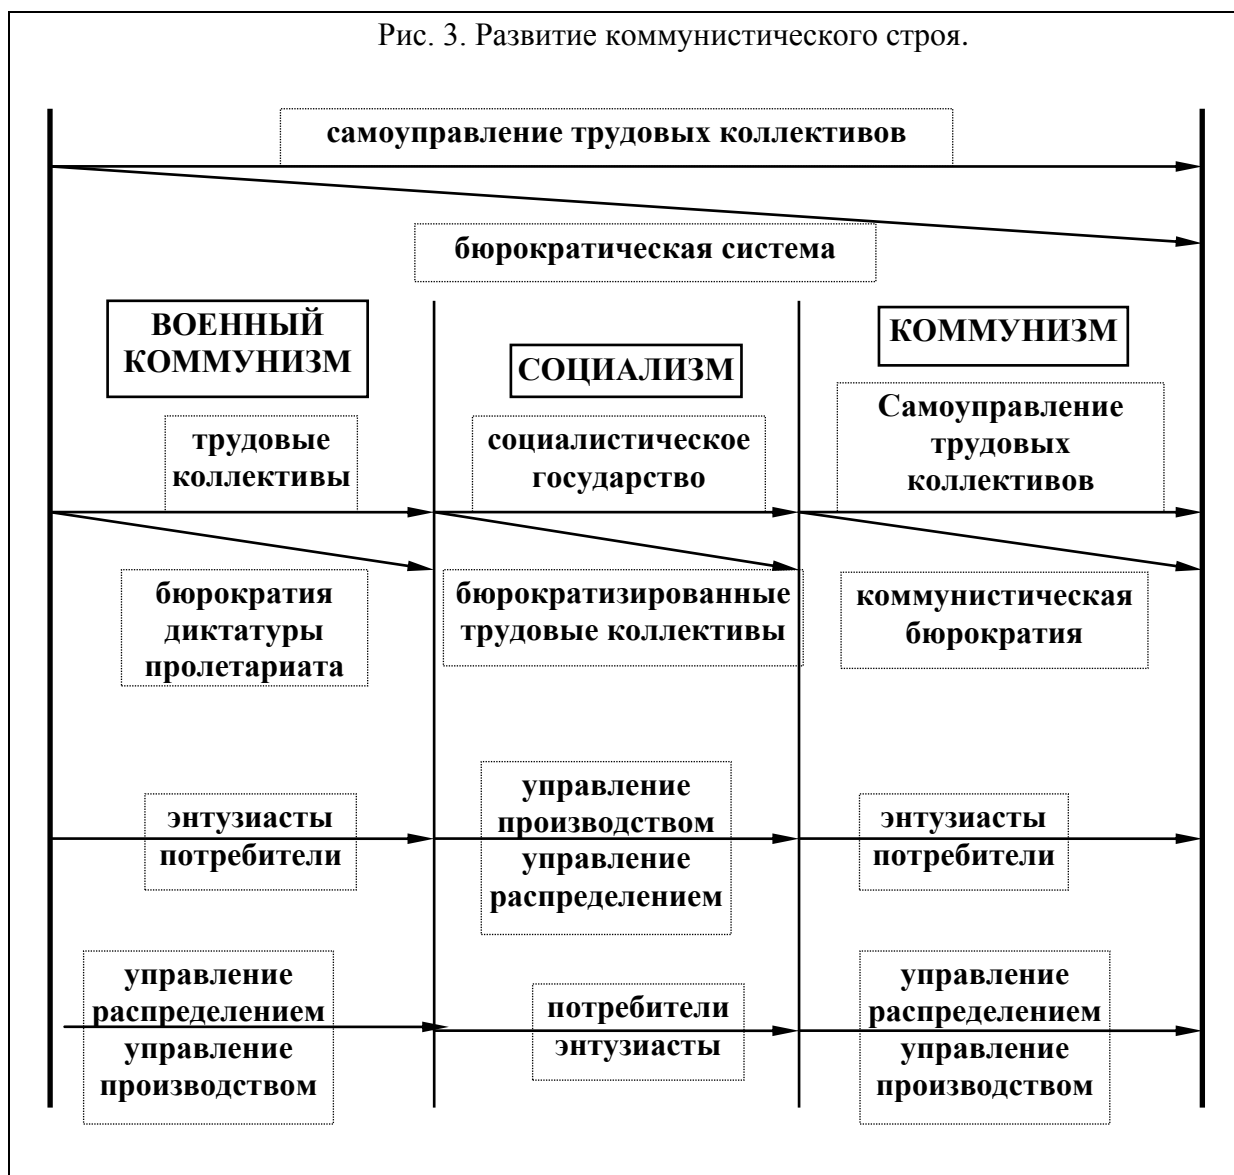 Рис. 3. Развитие коммунистического строя.
самоуправление трудовых коллективов
бюрократическая система
ВОЕННЫЙ
КОММУНИЗМ
СОЦИАЛИЗМ
КОММУНИЗМ
трудовые
коллективы
социалистическое
государство
Самоуправление
трудовых
коллективов
бюрократия
диктатуры
пролетариата
бюрократизированные
трудовые коллективы
коммунистическая
бюрократия
энтузиасты
потребители
управление
производством
управление
распределением
энтузиасты
потребители
управление
распределением
управление
производством
потребители
энтузиасты
управление
распределением
управление
производством